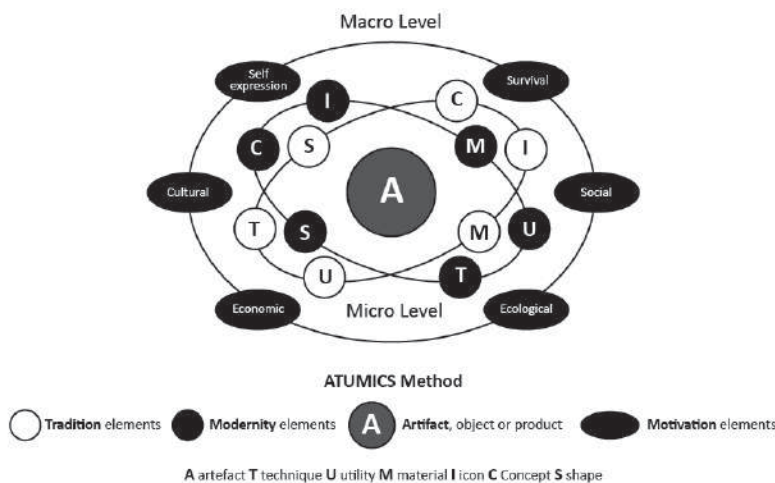 Macro Level
Self
expression
Survival
I
C
C
S
M
I
A
Cultural
Social
T
S
M
U
U
T
Economic
Micro Level
Ecological
ATUMICS Method
Tradition elements
Modernity elements
A
Artifact, object or product
Motivation elements
A artefact T technique U utility M material I icon C Concept S shape